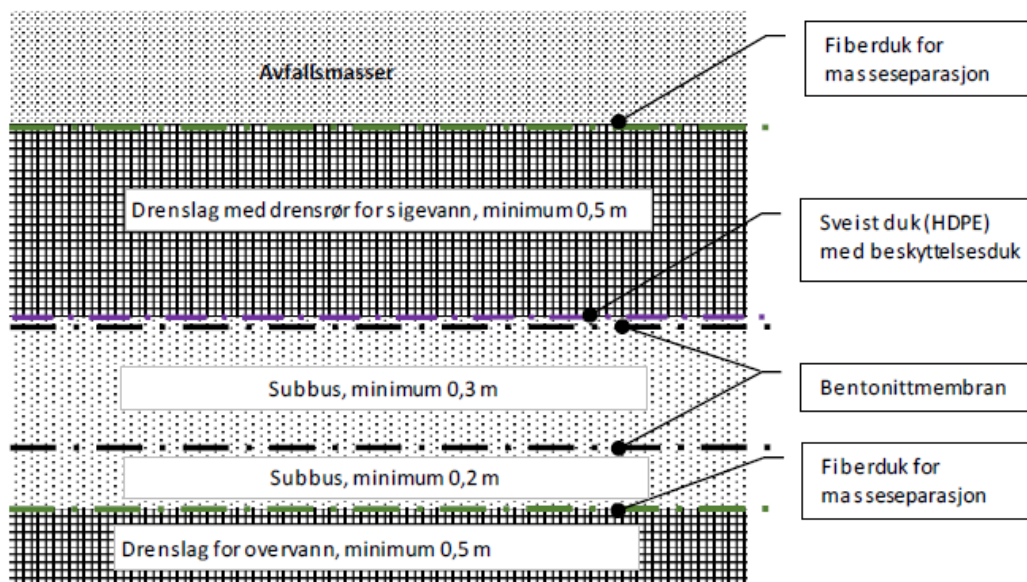 Avfallsmasser
Fiberduk for
masseseparasjon
Drenslag med drensrør for sigevann, minimum 0,5 m
Sveist duk (HDPE)
med beskyttelsesduk
Subbus, minimum 0,3 m
Bentonittmembran
Subbus, minimum 0,2 m
Fiberduk for
masseseparasjon
Drenslag for overvann, minimum 0,5 m